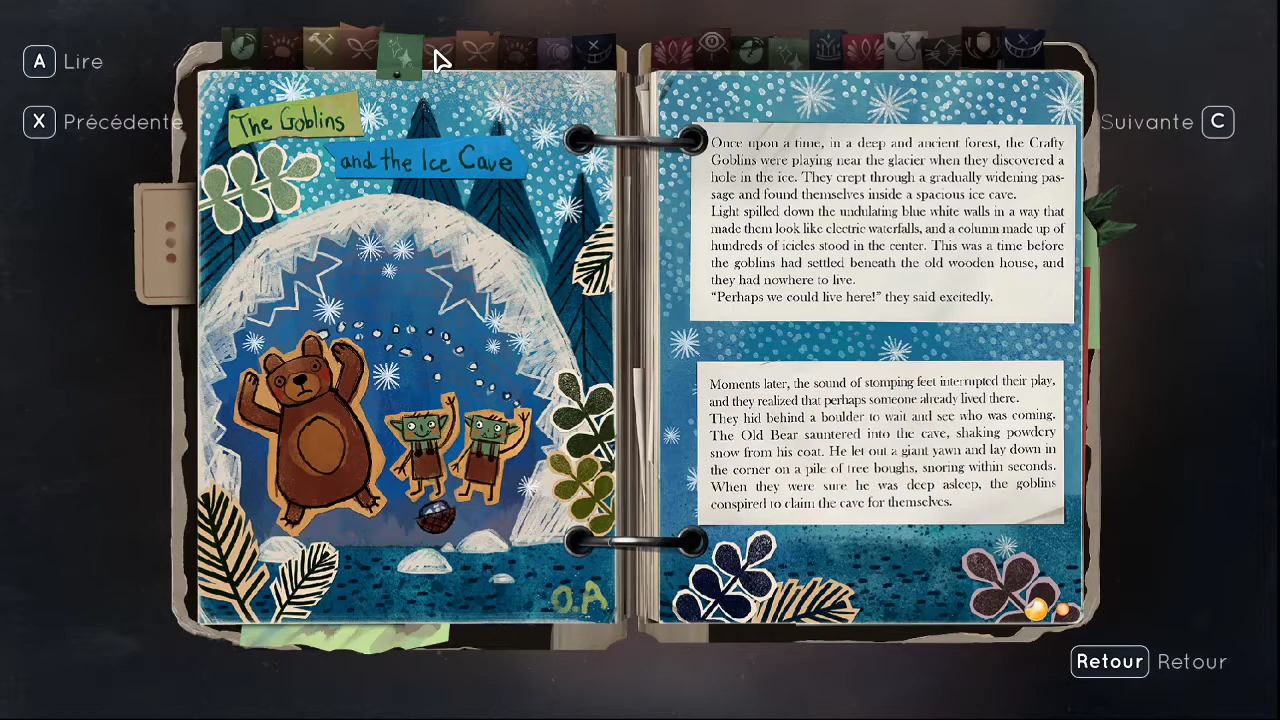 A Lire
X Précédente
Suivante C
The Goblins
and the Ice Cave
O.A
Once upon a time, in a deep and ancient forest, the Crafty
Goblins were playing near the glacier when they discovered a
hole in the ice. They crept through a gradually widening pas-
sage and found themselves inside a spacious ice cave.
Light spilled down the undulating blue white walls in a way that
made them look like electric waterfalls, and a column made up of
hundreds of icicles stood in the center. This was a time before
the goblins had settled beneath the old wooden house, and
they had nowhere to live.
"Perhaps we could live here!" they said excitedly.
Moments later, the sound of stomping feet interrupted their play,
and they realized that perhaps someone already lived there.
They hid behind a boulder to wait and see who was coming.
The Old Bear sauntered into the cave, shaking powdery
snow from his coat. He let out a giant yawn and lay down in
the corner on a pile of tree boughs, snoring within seconds.
When they were sure he was deep asleep, the goblins
conspired to claim the cave for themselves.
Retour Retour